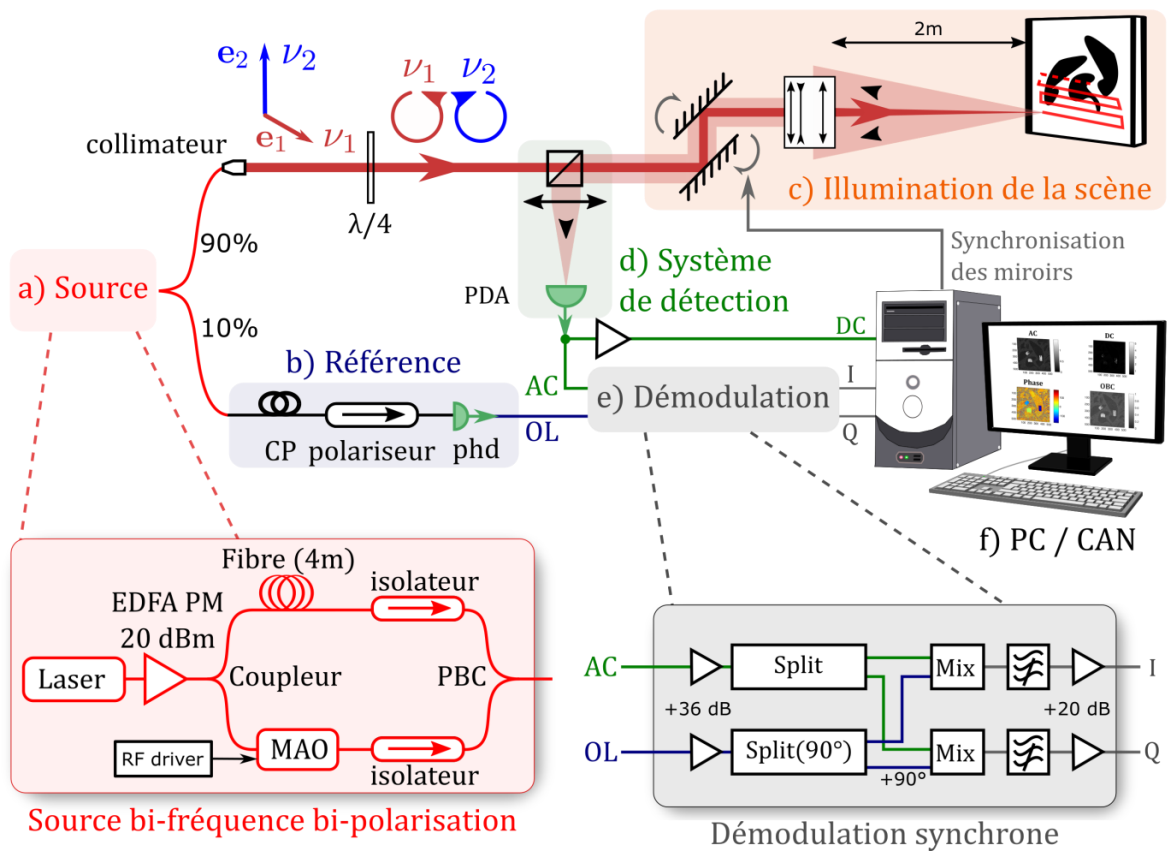 e₂ ν₂
e₁ ν₁
ν₁ ν₂
collimateur
λ/4
2m
c) Illumination de la scène
90%
a) Source
10%
PDA
d) Système
de détection
Synchronisation
des miroirs
DC
AC
b) Référence
OL
CP polariseur phd
e) Démodulation
I
Q
AC DC
Phase OBC
f) PC / CAN
Fibre (4m)
isolateur
EDFA PM
20 dBm
Laser
Coupleur
PBC
RF driver
MAO
isolateur
Source bi-fréquence bi-polarisation
AC
+36 dB
Split
Mix
+20 dB
I
OL
Split(90°)
+90°
Mix
Q
Démodulation synchrone